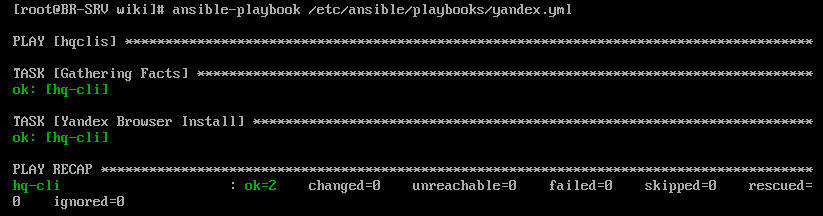 [root@BR-SRV wiki]# ansible-playbook /etc/ansible/playbooks/yandex.yml
PLAY [hqclis] **************************************************************************************
TASK [Gathering Facts] *****************************************************************************
ok: [hq-cli]
TASK [Yandex Browser Install] **********************************************************************
ok: [hq-cli]
PLAY RECAP *****************************************************************************************
hq-cli                     : ok=2    changed=0    unreachable=0    failed=0    skipped=0    rescued=
0    ignored=0